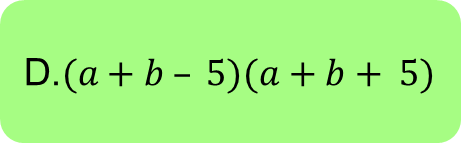 D.(a + b – 5)(a + b + 5)